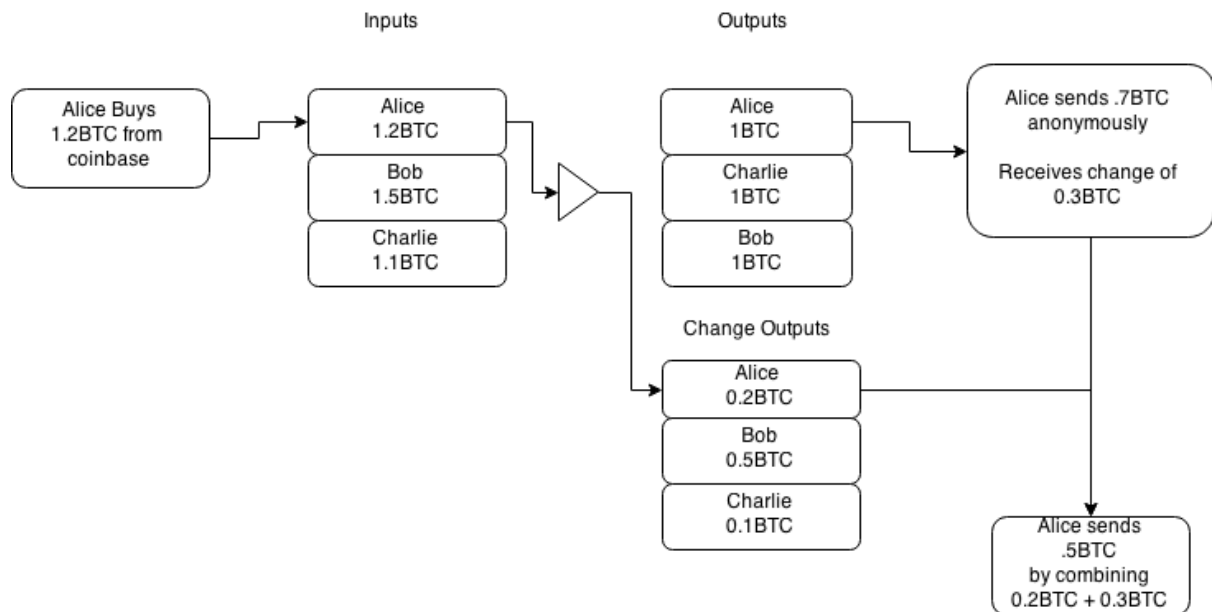 Inputs
Outputs
Alice Buys
1.2BTC from
coinbase
Alice
1.2BTC
Bob
1.5BTC
Charlie
1.1BTC
Alice
1BTC
Charlie
1BTC
Bob
1BTC
Alice sends .7BTC
anonymously
Receives change of
0.3BTC
Change Outputs
Alice
0.2BTC
Bob
0.5BTC
Charlie
0.1BTC
Alice sends
.5BTC
by combining
0.2BTC + 0.3BTC